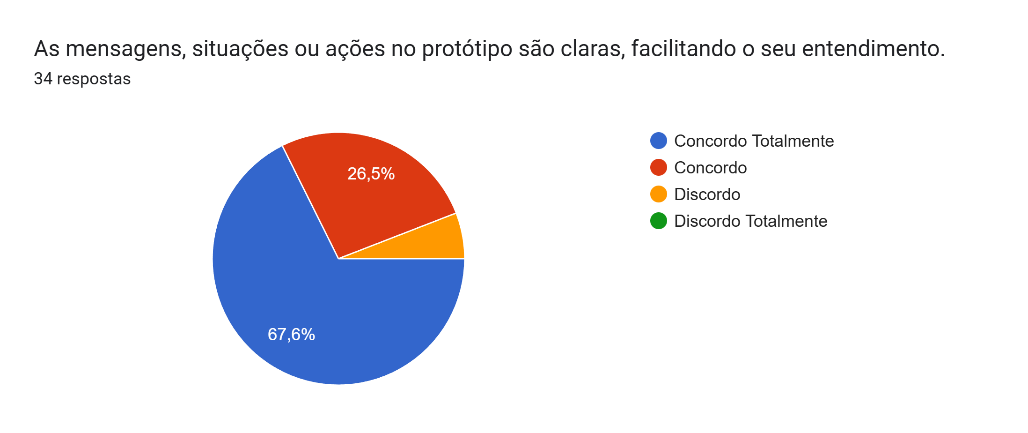 As mensagens, situações ou ações no protótipo são claras, facilitando o seu entendimento.
34 respostas
26,5%
67,6%
Concordo Totalmente
Concordo
Discordo
Discordo Totalmente